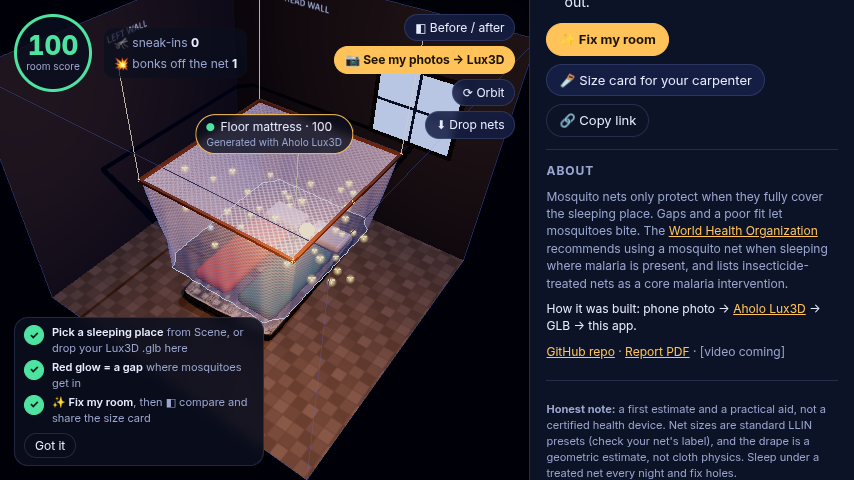 100
room score
LEFT WALL
HEAD WALL
🦟 sneak-ins 0
💥 bonks off the net 1
◧ Before / after
📷 See my photos → Lux3D
⟳ Orbit
⬇ Drop nets
Floor mattress · 100
Generated with Aholo Lux3D
Pick a sleeping place from Scene, or
drop your Lux3D .glb here
Red glow = a gap where mosquitoes
get in
✨ Fix my room, then ◧ compare and
share the size card
Got it
out.
✨ Fix my room
🪚 Size card for your carpenter
🔗 Copy link
ABOUT
Mosquito nets only protect when they fully cover
the sleeping place. Gaps and a poor fit let
mosquitoes bite. The World Health Organization
recommends using a mosquito net when sleeping
where malaria is present, and lists insecticide-
treated nets as a core malaria intervention.
How it was built: phone photo → Aholo Lux3D →
GLB → this app.
GitHub repo · Report PDF · [video coming]
Honest note: a first estimate and a practical aid, not a
certified health device. Net sizes are standard LLIN
presets (check your net's label), and the drape is a
geometric estimate, not cloth physics. Sleep under a
treated net every night and fix holes.